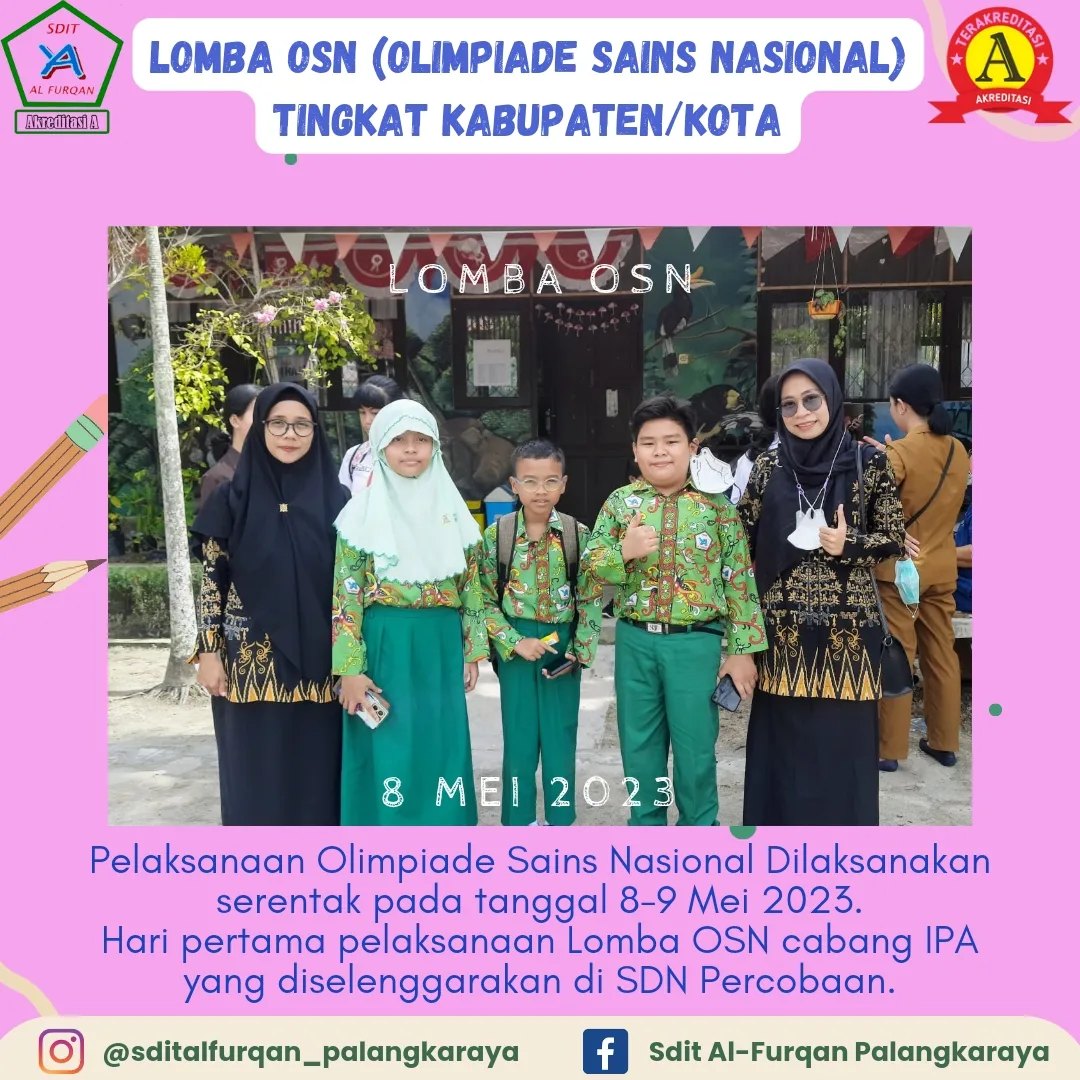 SDIT
YA
AL FURQAN
Akreditasi A
LOMBA OSN (OLIMPIADE SAINS NASIONAL)
TINGKAT KABUPATEN/KOTA
TERAKREDITASI
A
AKREDITASI
LOMBA OSN
8 MEI 2023
Pelaksanaan Olimpiade Sains Nasional Dilaksanakan
serentak pada tanggal 8-9 Mei 2023.
Hari pertama pelaksanaan Lomba OSN cabang IPA
yang diselenggarakan di SDN Percobaan.
@sditalfurqan_palangkaraya
Sdit Al-Furqan Palangkaraya